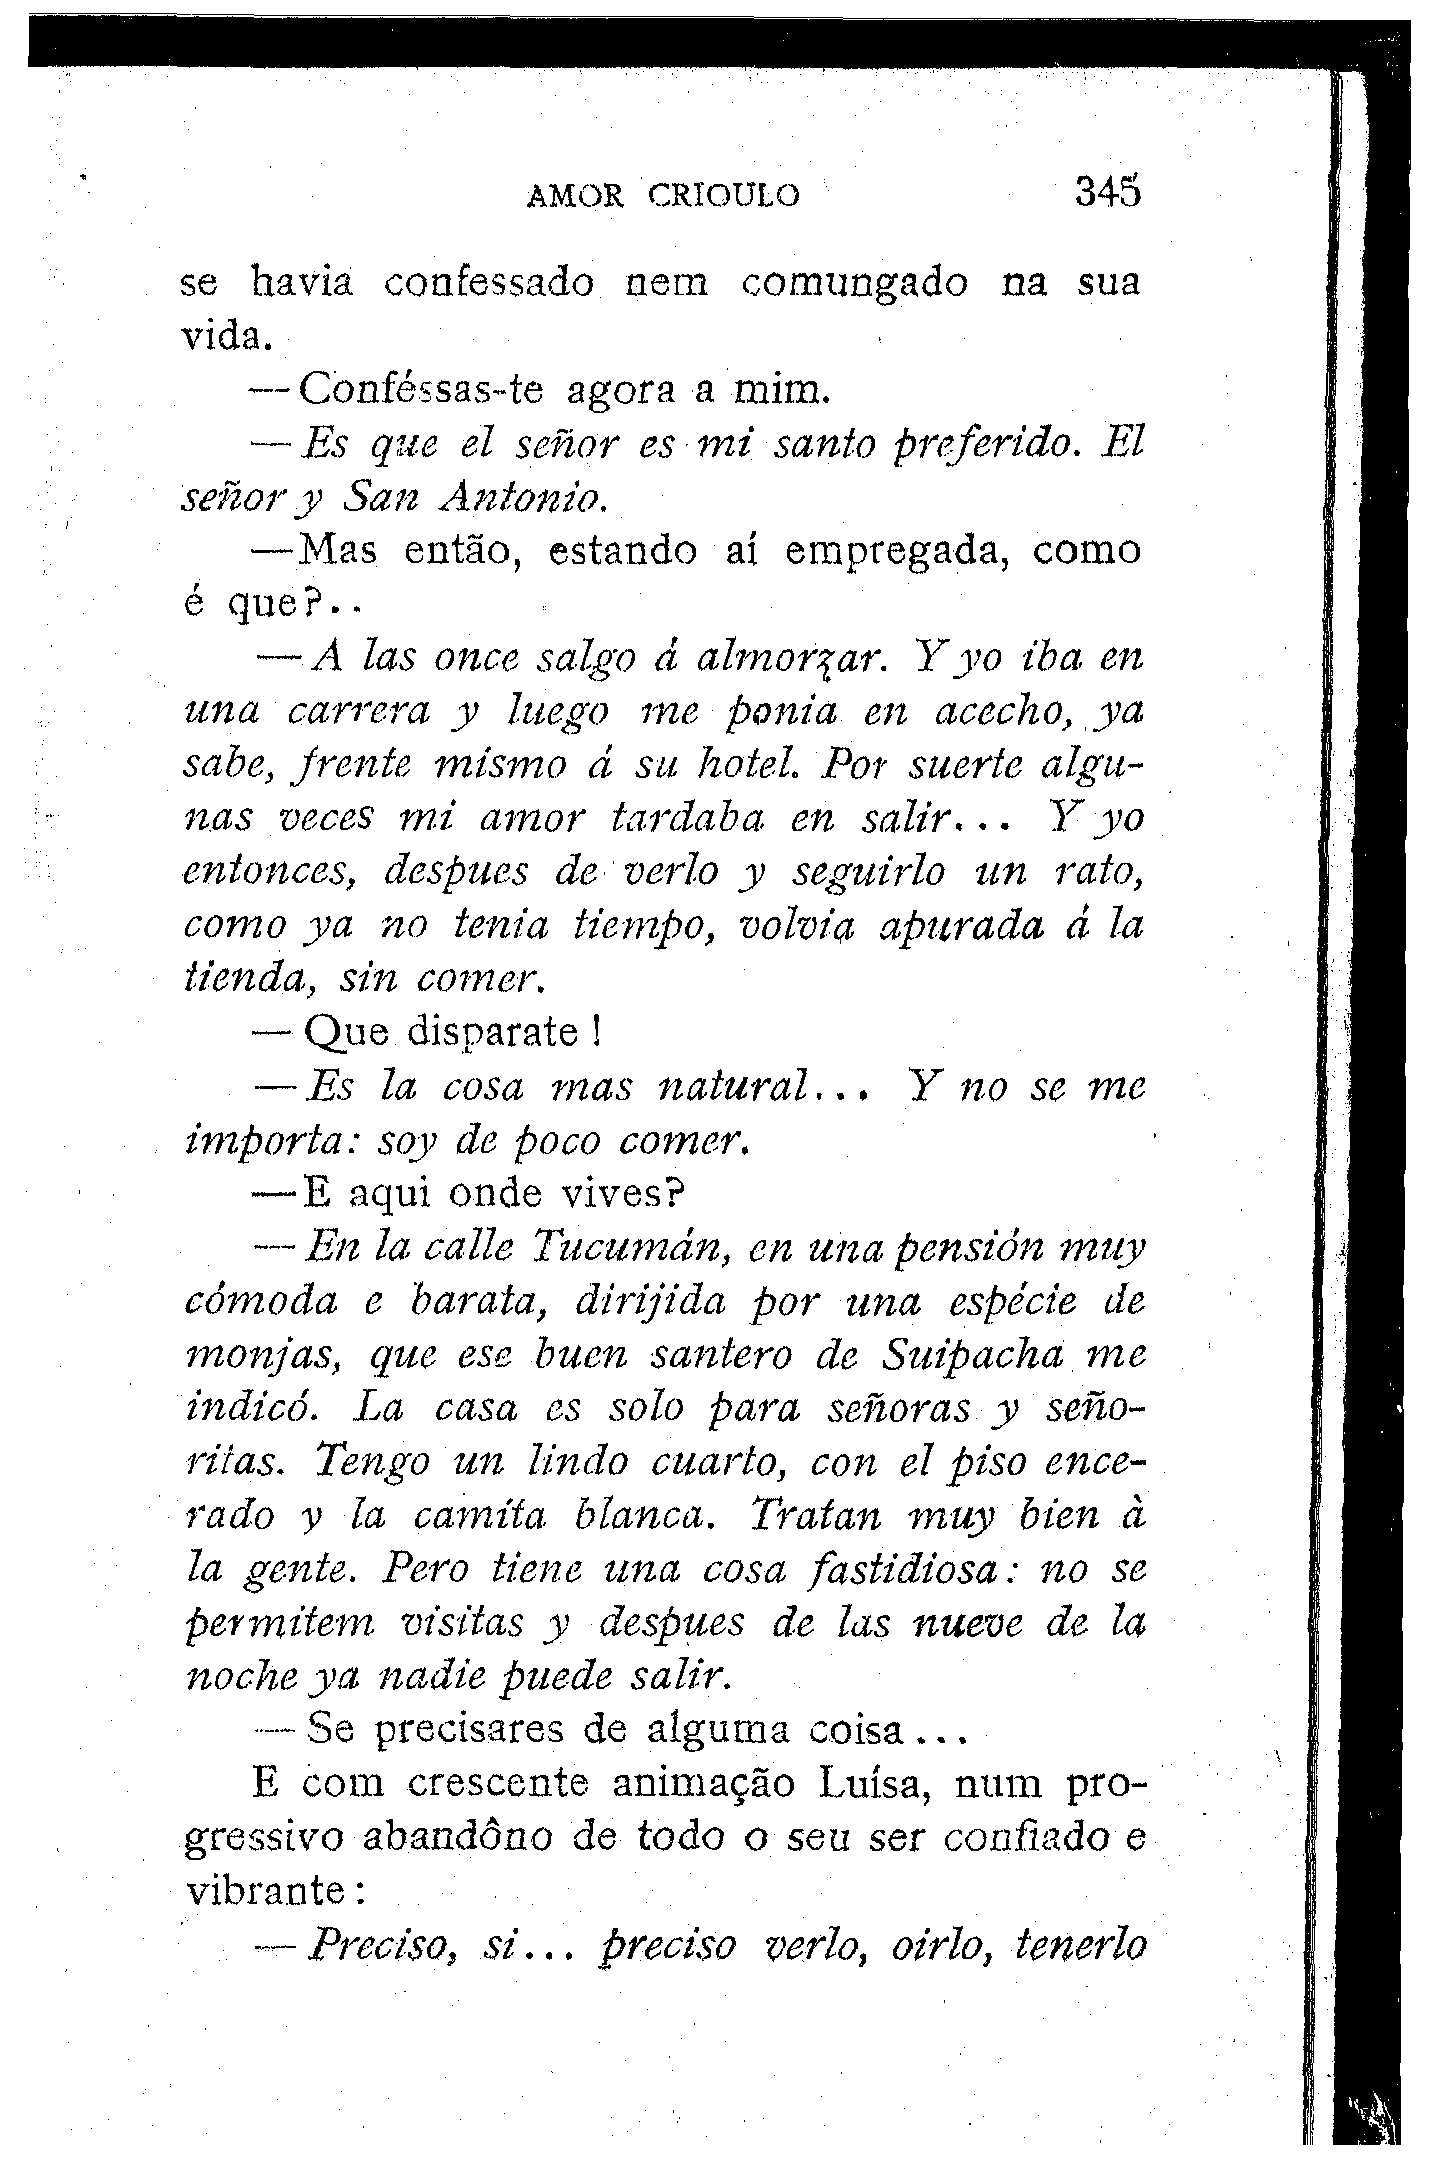 AMOR CRIOULO 345
se havia confessado nem comungado na sua
vida.
— Conféssas-te agora a mim.
— Es que el señor es mi santo preferido. El
señor y San Antonio.
— Mas então, estando aí empregada, como
é que?..
— A las once salgo á almorzar. Y yo iba en
una carrera y luego me ponia en acecho, ya
sabe, frente mismo á su hotel. Por suerte algu-
nas veces mi amor tardaba en salir... Y yo
entonces, despues de verlo y seguirlo un rato,
como ya no tenia tiempo, volvia apurada á la
tienda, sin comer.
— Que disparate !
— Es la cosa mas natural... Y no se me
importa: soy de poco comer.
— E aqui onde vives?
— En la calle Tucumán, en una pensión muy
cómoda e barata, dirijida por una espécie de
monjas, que ese buen santero de Suipacha me
indicó. La casa es solo para señoras y seño-
ritas. Tengo un lindo cuarto, con el piso ence-
rado y la camita blanca. Tratan muy bien à
la gente. Pero tiene una cosa fastidiosa: no se
permitem visitas y despues de las nueve de la
noche ya nadie puede salir.
— Se precisares de alguma coisa...
E com crescente animação Luísa, num pro-
gressivo abandôno de todo o seu ser confiado e
vibrante:
— Preciso, si... preciso verlo, oirlo, tenerlo